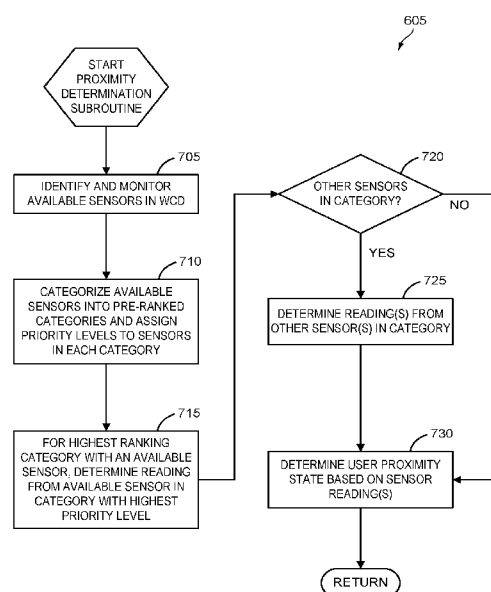 605
START
PROXIMITY
DETERMINATION
SUBROUTINE
705
IDENTIFY AND MONITOR
AVAILABLE SENSORS IN WCD
710
CATEGORIZE AVAILABLE
SENSORS INTO PRE-RANKED
CATEGORIES AND ASSIGN
PRIORITY LEVELS TO SENSORS
IN EACH CATEGORY
715
FOR HIGHEST RANKING
CATEGORY WITH AN AVAILABLE
SENSOR, DETERMINE READING
FROM AVAILABLE SENSOR IN
CATEGORY WITH HIGHEST
PRIORITY LEVEL
720
OTHER SENSORS
IN CATEGORY?
NO
YES
725
DETERMINE READING(S) FROM
OTHER SENSOR(S) IN CATEGORY
730
DETERMINE USER PROXIMITY
STATE BASED ON SENSOR
READING(S)
RETURN